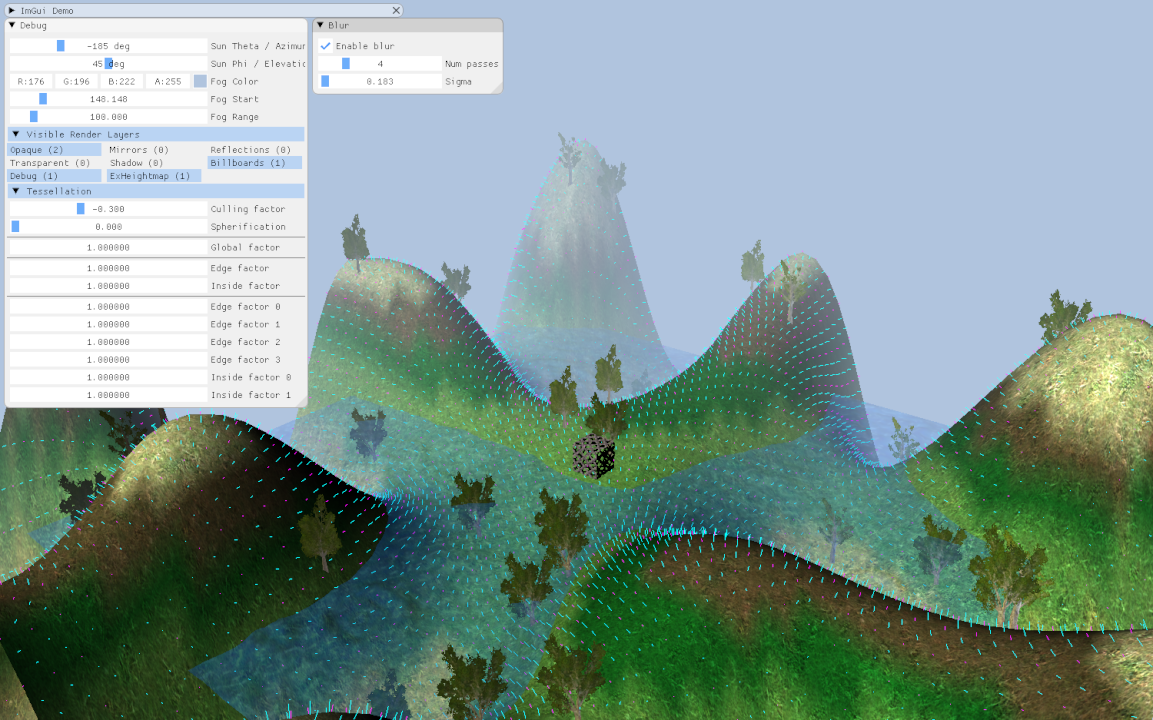 ImGui Demo
Debug
-185 deg Sun Theta / Azimu
45 deg Sun Phi / Elevatio
R:176 G:196 B:222 A:255 Fog Color
148.148 Fog Start
100.000 Fog Range
Visible Render Layers
Opaque (2) Mirrors (0) Reflections (0)
Transparent (0) Shadow (0) Billboards (1)
Debug (1) ExHeightmap (1)
Tessellation
-0.300 Culling factor
0.000 Spherification
1.000000 Global factor
1.000000 Edge factor
1.000000 Inside factor
1.000000 Edge factor 0
1.000000 Edge factor 1
1.000000 Edge factor 2
1.000000 Edge factor 3
1.000000 Inside factor 0
1.000000 Inside factor 1
Blur
Enable blur
4 Num passes
0.103 Sigma